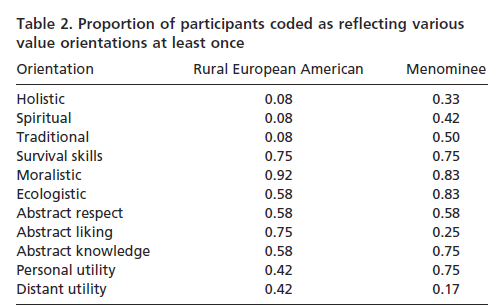 Table 2. Proportion of participants coded as reflecting various
value orientations at least once
Orientation Rural European American Menominee
Holistic 0.08 0.33
Spiritual 0.08 0.42
Traditional 0.08 0.50
Survival skills 0.75 0.75
Moralistic 0.92 0.83
Ecologistic 0.58 0.83
Abstract respect 0.58 0.58
Abstract liking 0.75 0.25
Abstract knowledge 0.58 0.75
Personal utility 0.42 0.75
Distant utility 0.42 0.17